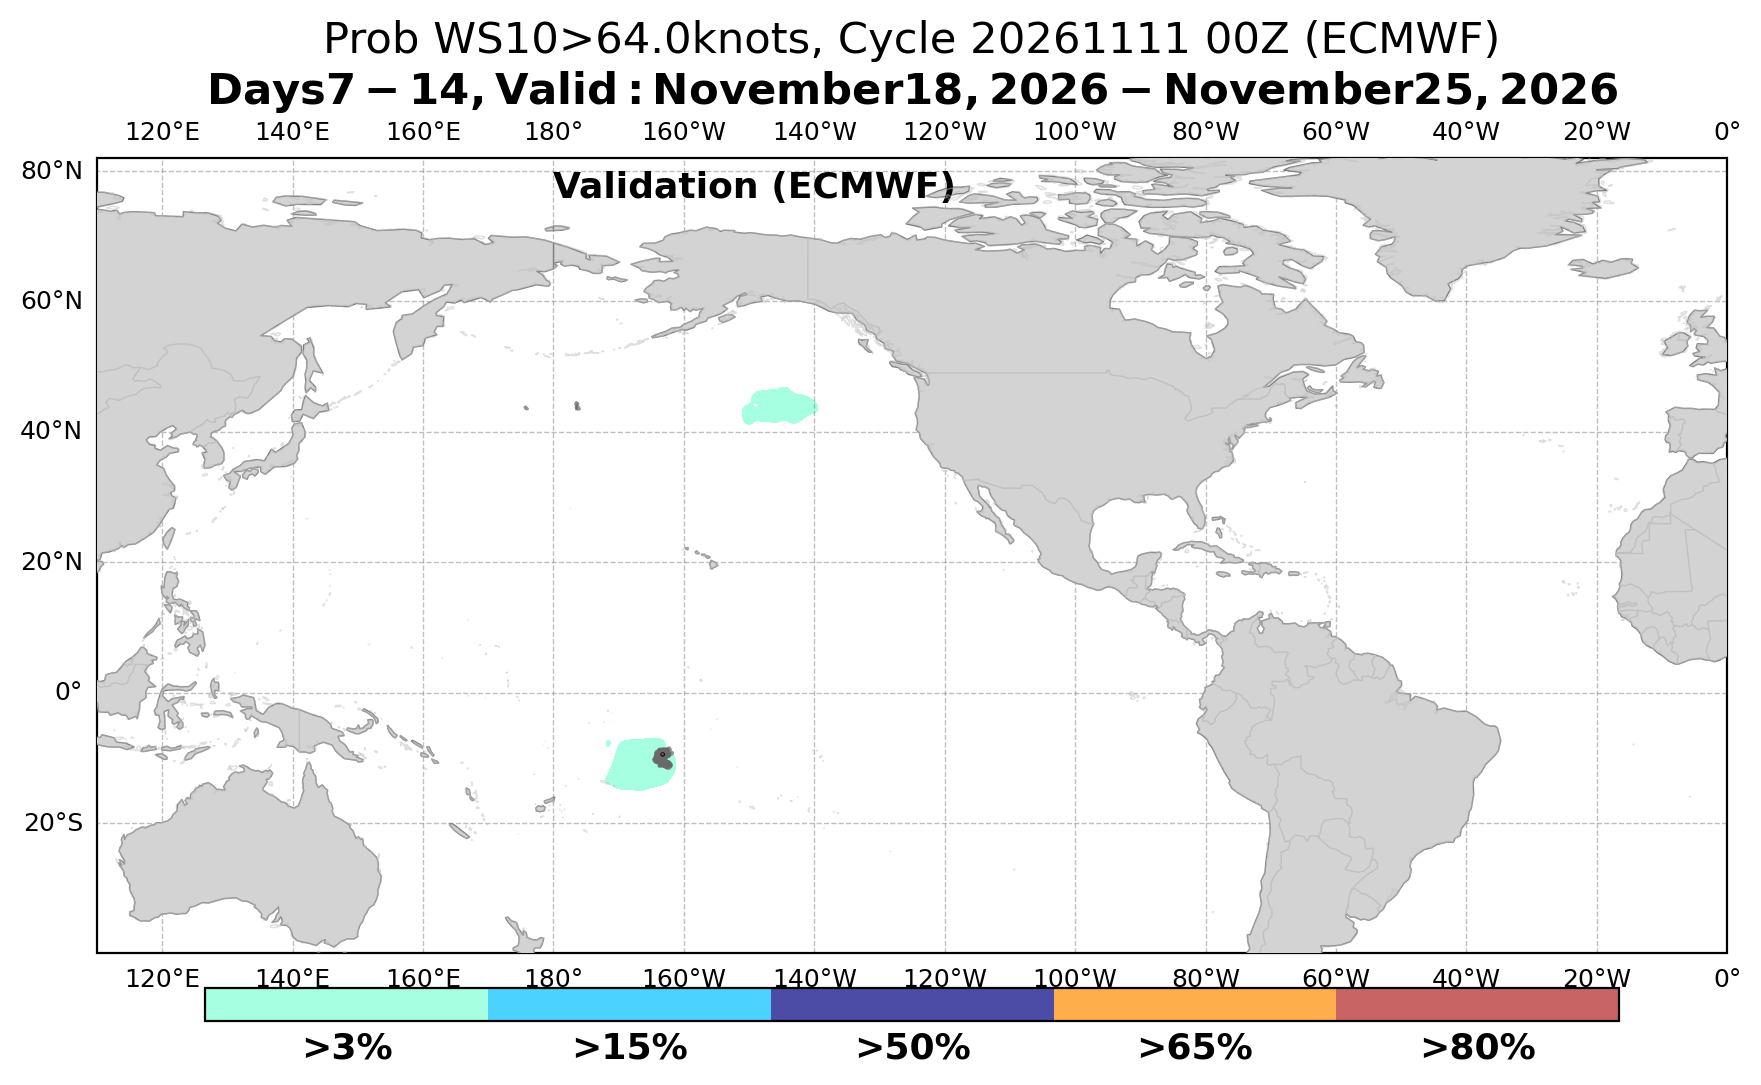 Prob WS10>64.0knots, Cycle 20261111 00Z (ECMWF)
Days7 − 14, Valid : November18, 2026 − November25, 2026
120°E 140°E 160°E 180° 160°W 140°W 120°W 100°W 80°W 60°W 40°W 20°W 0°
80°N
Validation (ECMWF)
60°N
40°N
20°N
0°
20°S
120°E 140°E 160°E 180° 160°W 140°W 120°W 100°W 80°W 60°W 40°W 20°W 0°
>3% >15% >50% >65% >80%